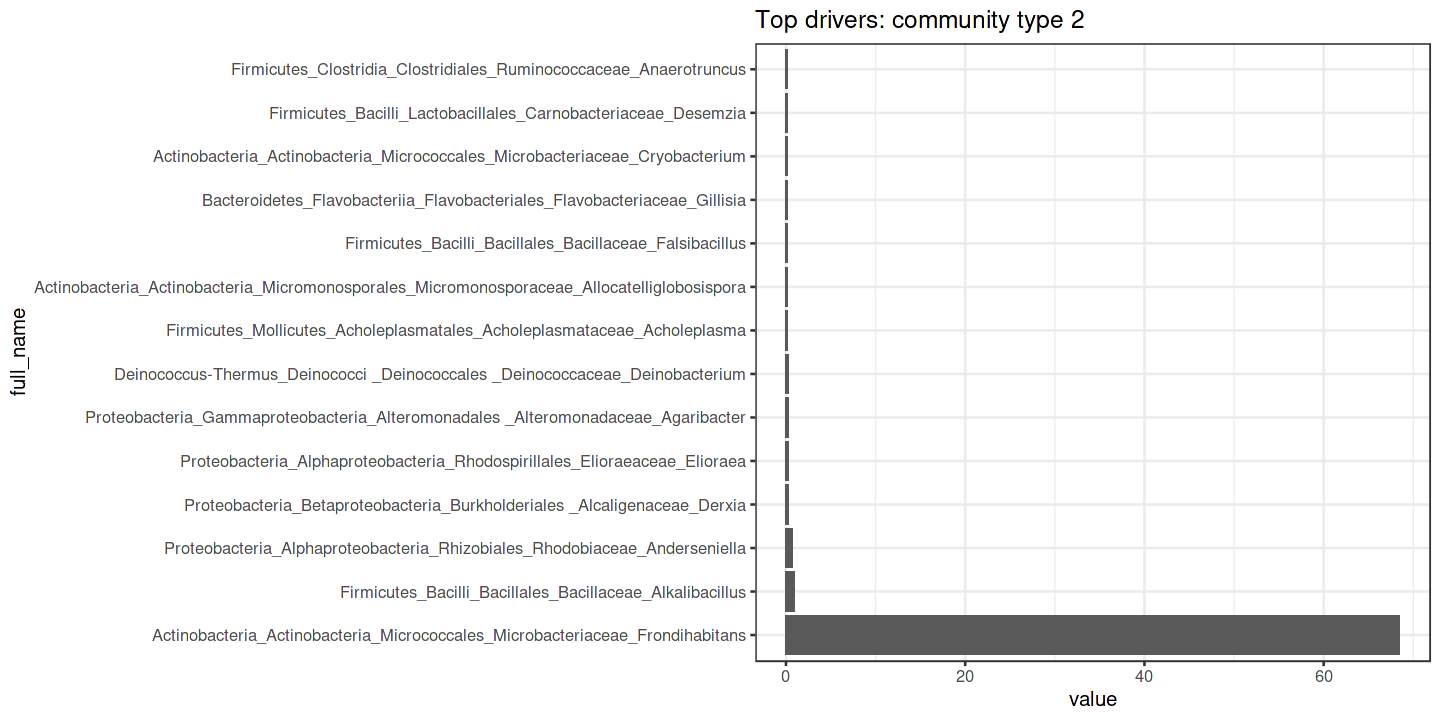 Top drivers: community type 2
Firmicutes_Clostridia_Clostridiales_Ruminococcaceae_Anaerotruncus
Firmicutes_Bacilli_Lactobacillales_Carnobacteriaceae_Desemzia
Actinobacteria_Actinobacteria_Micrococcales_Microbacteriaceae_Cryobacterium
Bacteroidetes_Flavobacteriia_Flavobacteriales_Flavobacteriaceae_Gillisia
Firmicutes_Bacilli_Bacillales_Bacillaceae_Falsibacillus
Actinobacteria_Actinobacteria_Micromonosporales_Micromonosporaceae_Allocatelliglobosispora
Firmicutes_Mollicutes_Acholeplasmatales_Acholeplasmataceae_Acholeplasma
Deinococcus-Thermus_Deinococci _Deinococcales _Deinococcaceae_Deinobacterium
Proteobacteria_Gammaproteobacteria_Alteromonadales _Alteromonadaceae_Agaribacter
Proteobacteria_Alphaproteobacteria_Rhodospirillales_Elioraeaceae_Elioraea
Proteobacteria_Betaproteobacteria_Burkholderiales _Alcaligenaceae_Derxia
Proteobacteria_Alphaproteobacteria_Rhizobiales_Rhodobiaceae_Anderseniella
Firmicutes_Bacilli_Bacillales_Bacillaceae_Alkalibacillus
Actinobacteria_Actinobacteria_Micrococcales_Microbacteriaceae_Frondihabitans
full_name
0 20 40 60
value